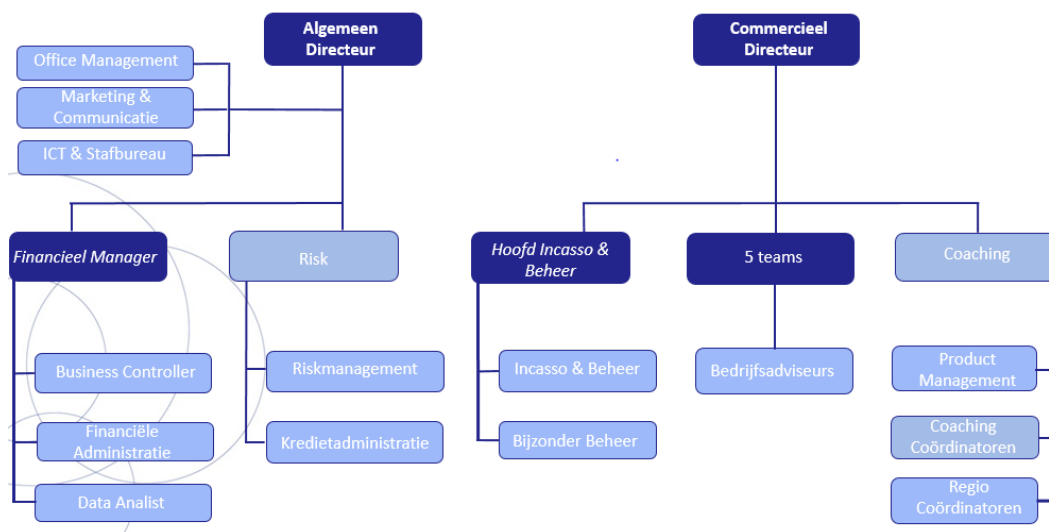 Algemeen
Directeur
Commercieel
Directeur
Office Management
Marketing &
Communicatie
ICT & Stafbureau
Financieel Manager
Risk
Hoofd Incasso &
Beheer
5 teams
Coaching
Business Controller
Riskmanagement
Incasso & Beheer
Bedrijfsadviseurs
Product
Management
Financiële
Administratie
Kredietadministratie
Bijzonder Beheer
Coaching
Coördinatoren
Data Analist
Regio
Coördinatoren